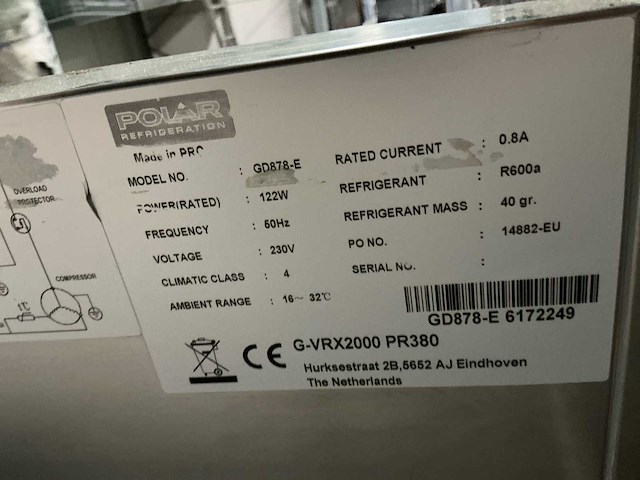 POLAR
REFRIGERATION
Made in PRC
MODEL NO. : GD878-E
POWER(RATED) : 122W
FREQUENCY : 50Hz
VOLTAGE : 230V
CLIMATIC CLASS : 4
AMBIENT RANGE : 16~ 32℃
RATED CURRENT : 0.8A
REFRIGERANT : R600a
REFRIGERANT MASS : 40 gr.
PO NO. : 14882-EU
SERIAL NO. :
GD878-E 6172249
CE G-VRX2000 PR380
Hurksestraat 2B,5652 AJ Eindhoven
The Netherlands
OVERLOAD
PROTECTOR
COMPRESSOR